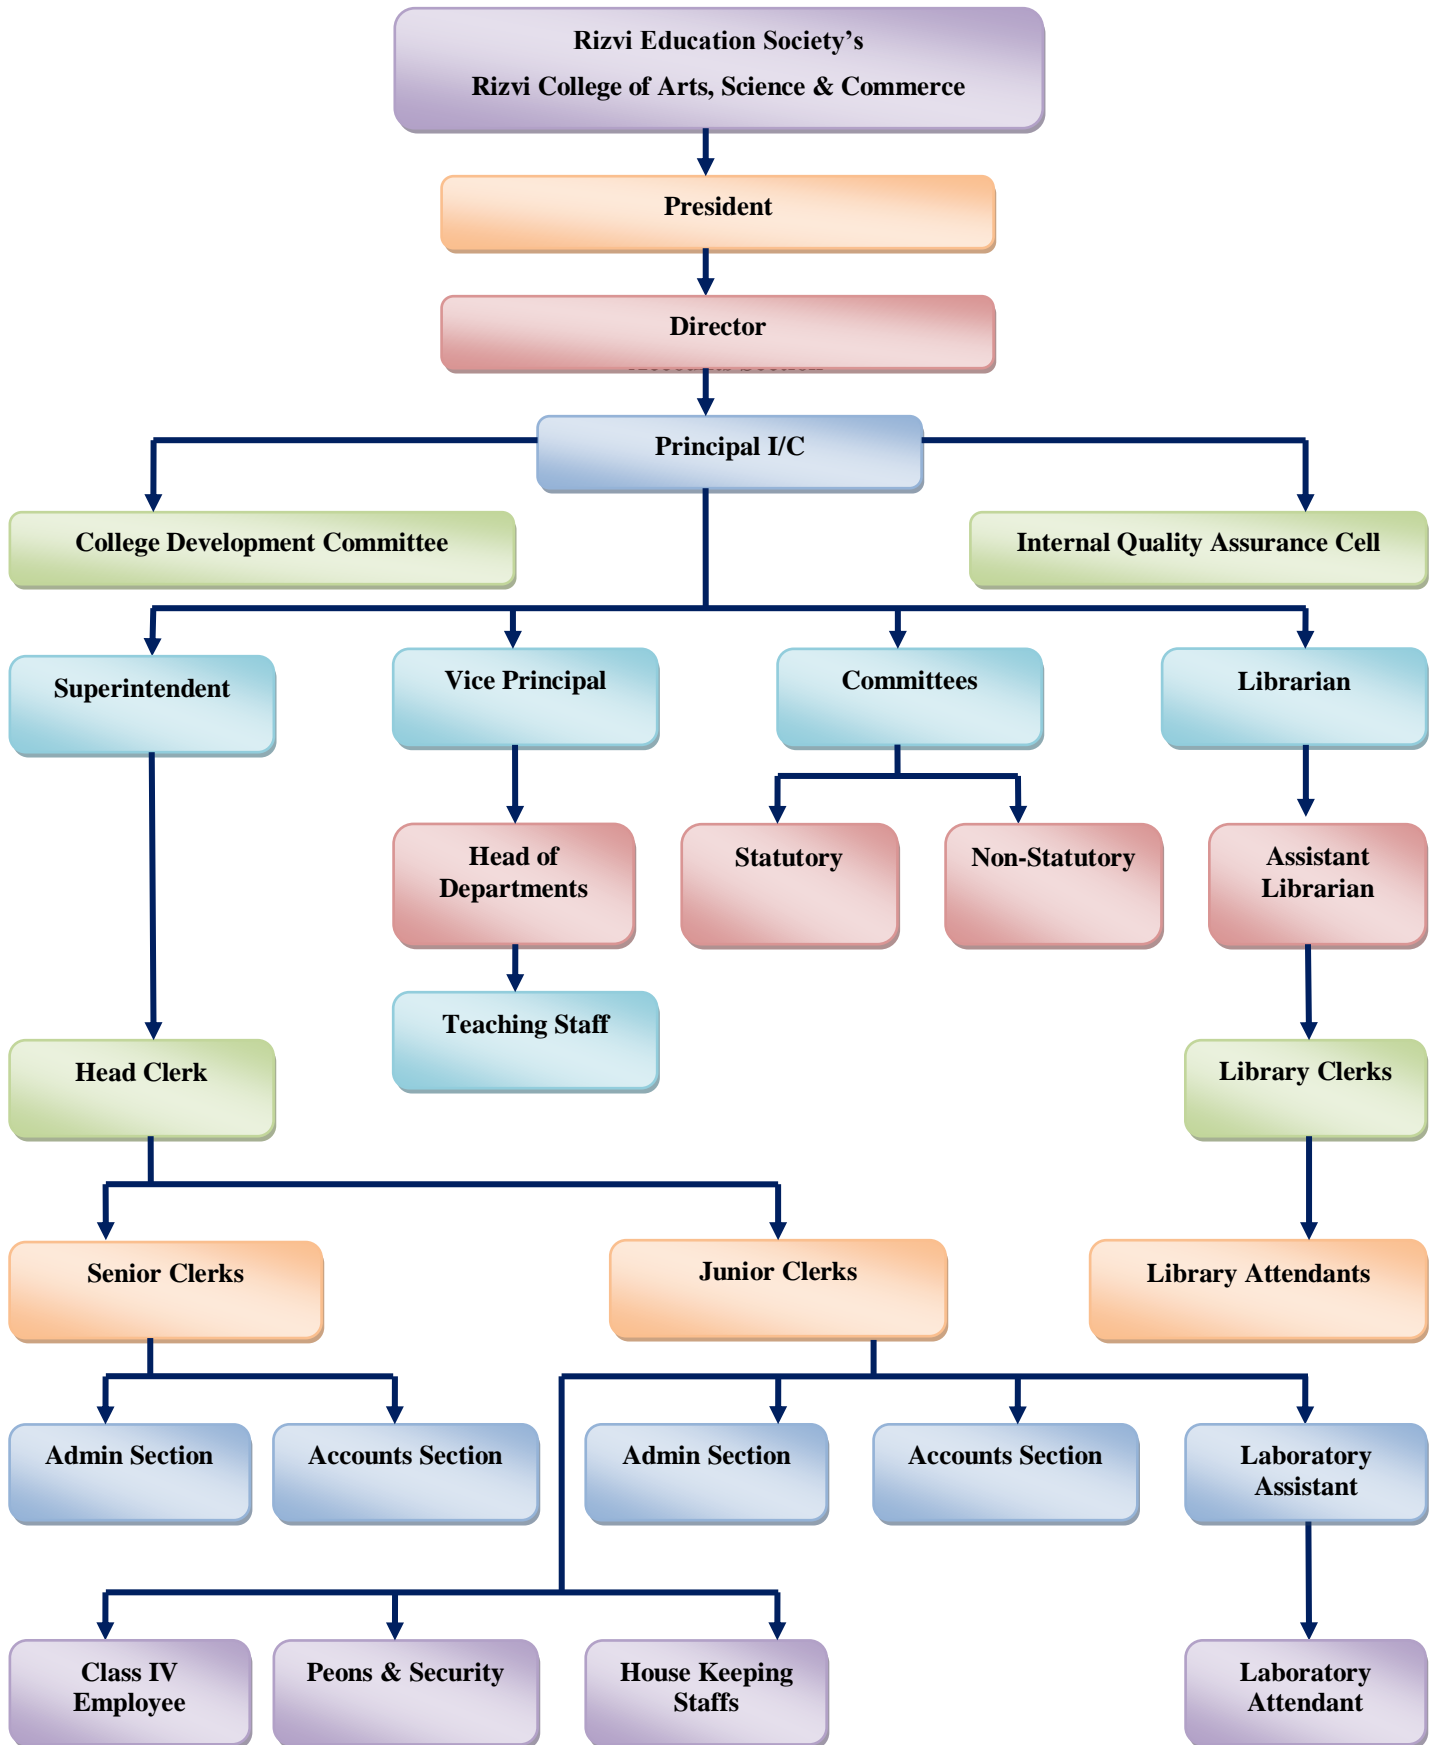 Rizvi Education Society’s
Rizvi College of Arts, Science & Commerce
President
Director
Principal I/C
College Development Committee
Internal Quality Assurance Cell
Superintendent
Vice Principal
Committees
Librarian
Head of
Departments
Statutory
Non-Statutory
Assistant
Librarian
Teaching Staff
Head Clerk
Library Clerks
Senior Clerks
Junior Clerks
Library Attendants
Admin Section
Accounts Section
Admin Section
Accounts Section
Laboratory
Assistant
Class IV
Employee
Peons & Security
House Keeping
Staffs
Laboratory
Attendant